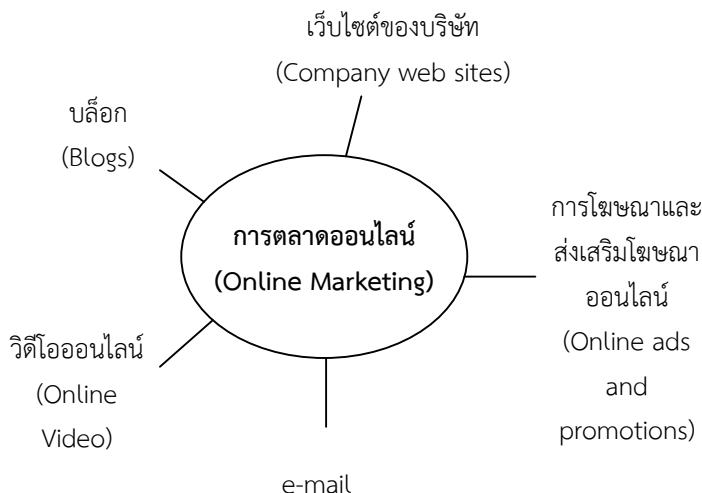 เว็บไซต์ของบริษัท
(Company web sites)
บล็อก
(Blogs)
การตลาดออนไลน์
(Online Marketing)
การโฆษณาและ
ส่งเสริมโฆษณา
ออนไลน์
(Online ads
and
promotions)
วิดีโอออนไลน์
(Online
Video)
e-mail